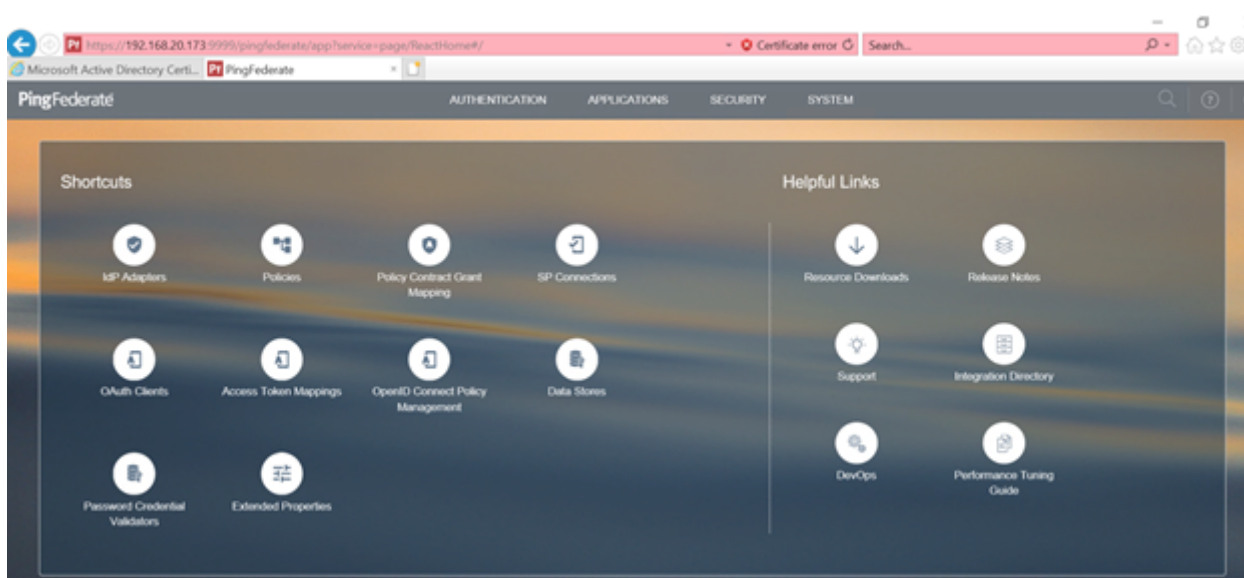 https://192.168.20.173:9999/pingfederate/app?service=page/ReactHome#/
Certificate error
Search...
Microsoft Active Directory Certi...
PingFederate
PingFederate
AUTHENTICATION
APPLICATIONS
SECURITY
SYSTEM
Shortcuts
IdP Adapters
Policies
Policy Contract Grant
Mapping
SP Connections
OAuth Clients
Access Token Mappings
OpenID Connect Policy
Management
Data Stores
Password Credential
Validators
Extended Properties
Helpful Links
Resource Downloads
Release Notes
Support
Integration Directory
DevOps
Performance Tuning
Guide